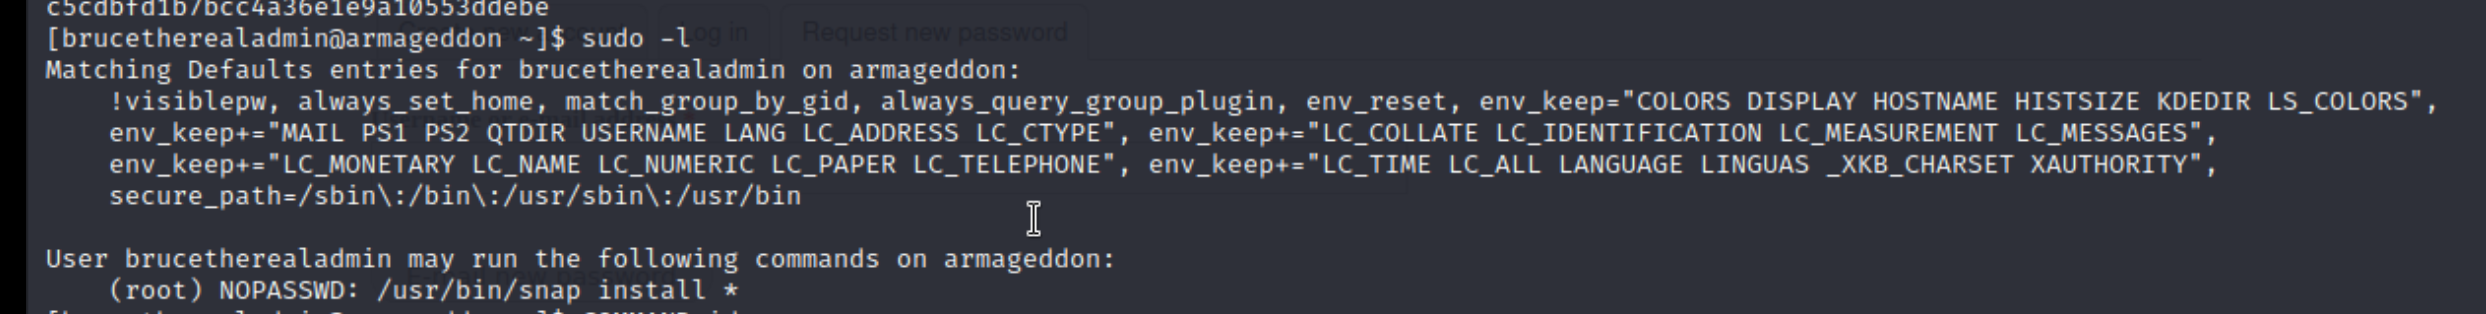 c5cdbfd1b7bcc4a36e1e9a10553ddebe
[brucetherealadmin@armageddon ~]$ sudo -l
Log in Request new password
Matching Defaults entries for brucetherealadmin on armageddon:
    !visiblepw, always_set_home, match_group_by_gid, always_query_group_plugin, env_reset, env_keep="COLORS DISPLAY HOSTNAME HISTSIZE KDEDIR LS_COLORS",
    env_keep+="MAIL PS1 PS2 QTDIR USERNAME LANG LC_ADDRESS LC_CTYPE", env_keep+="LC_COLLATE LC_IDENTIFICATION LC_MEASUREMENT LC_MESSAGES",
    env_keep+="LC_MONETARY LC_NAME LC_NUMERIC LC_PAPER LC_TELEPHONE", env_keep+="LC_TIME LC_ALL LANGUAGE LINGUAS _XKB_CHARSET XAUTHORITY",
    secure_path=/sbin\:/bin\:/usr/sbin\:/usr/bin
User brucetherealadmin may run the following commands on armageddon:
    (root) NOPASSWD: /usr/bin/snap install *